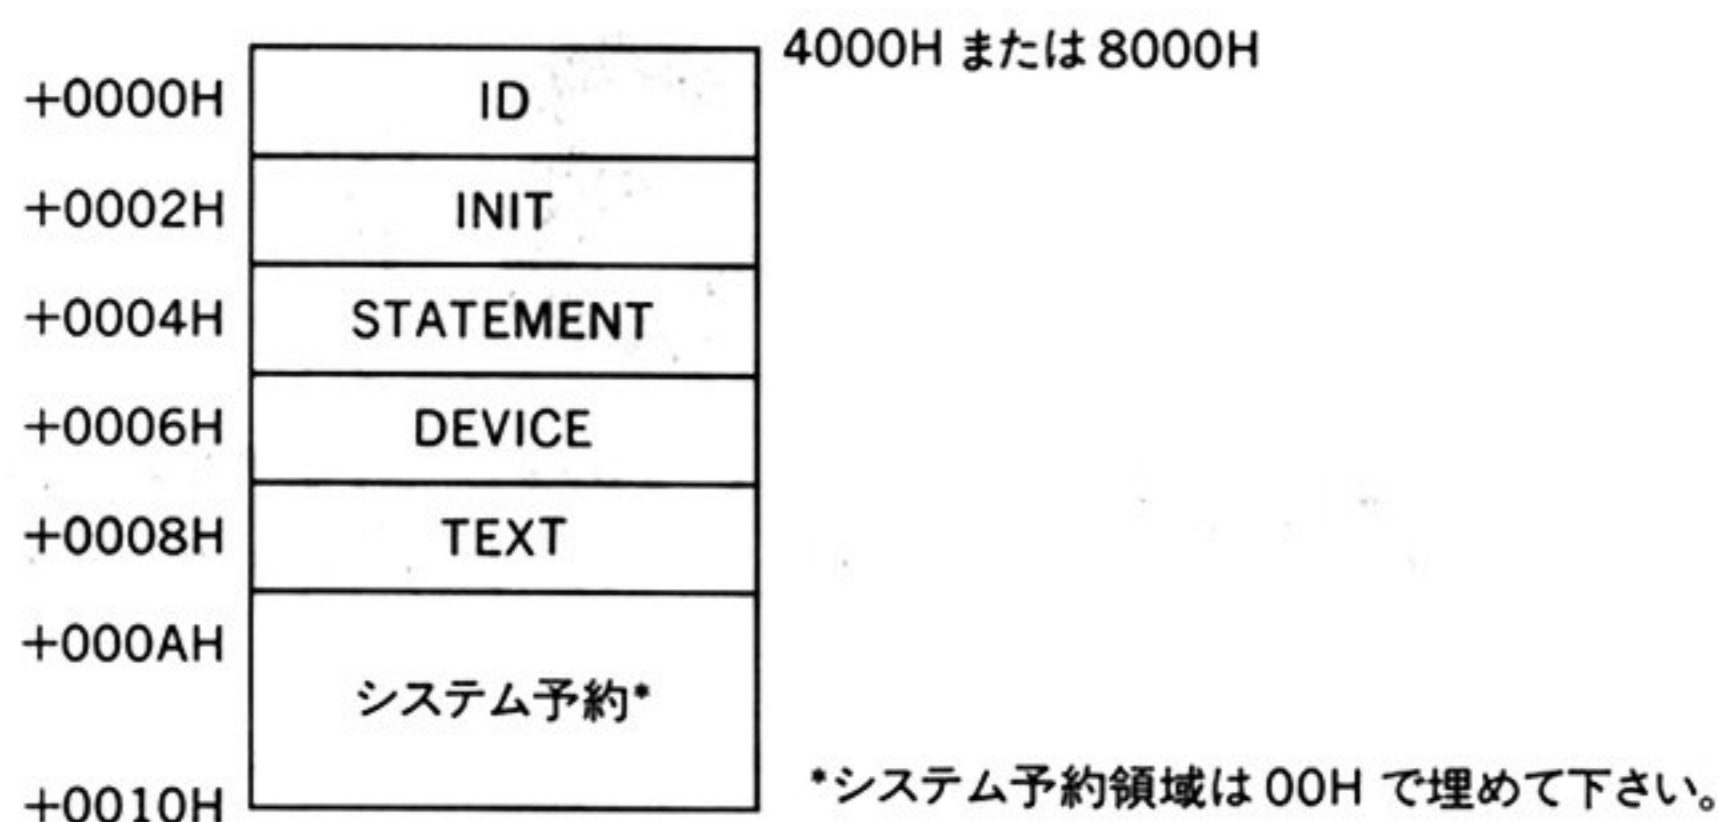 4000H または 8000H
+0000H ID
+0002H INIT
+0004H STATEMENT
+0006H DEVICE
+0008H TEXT
+000AH
システム予約*
+0010H
*システム予約領域は 00H で埋めて下さい。